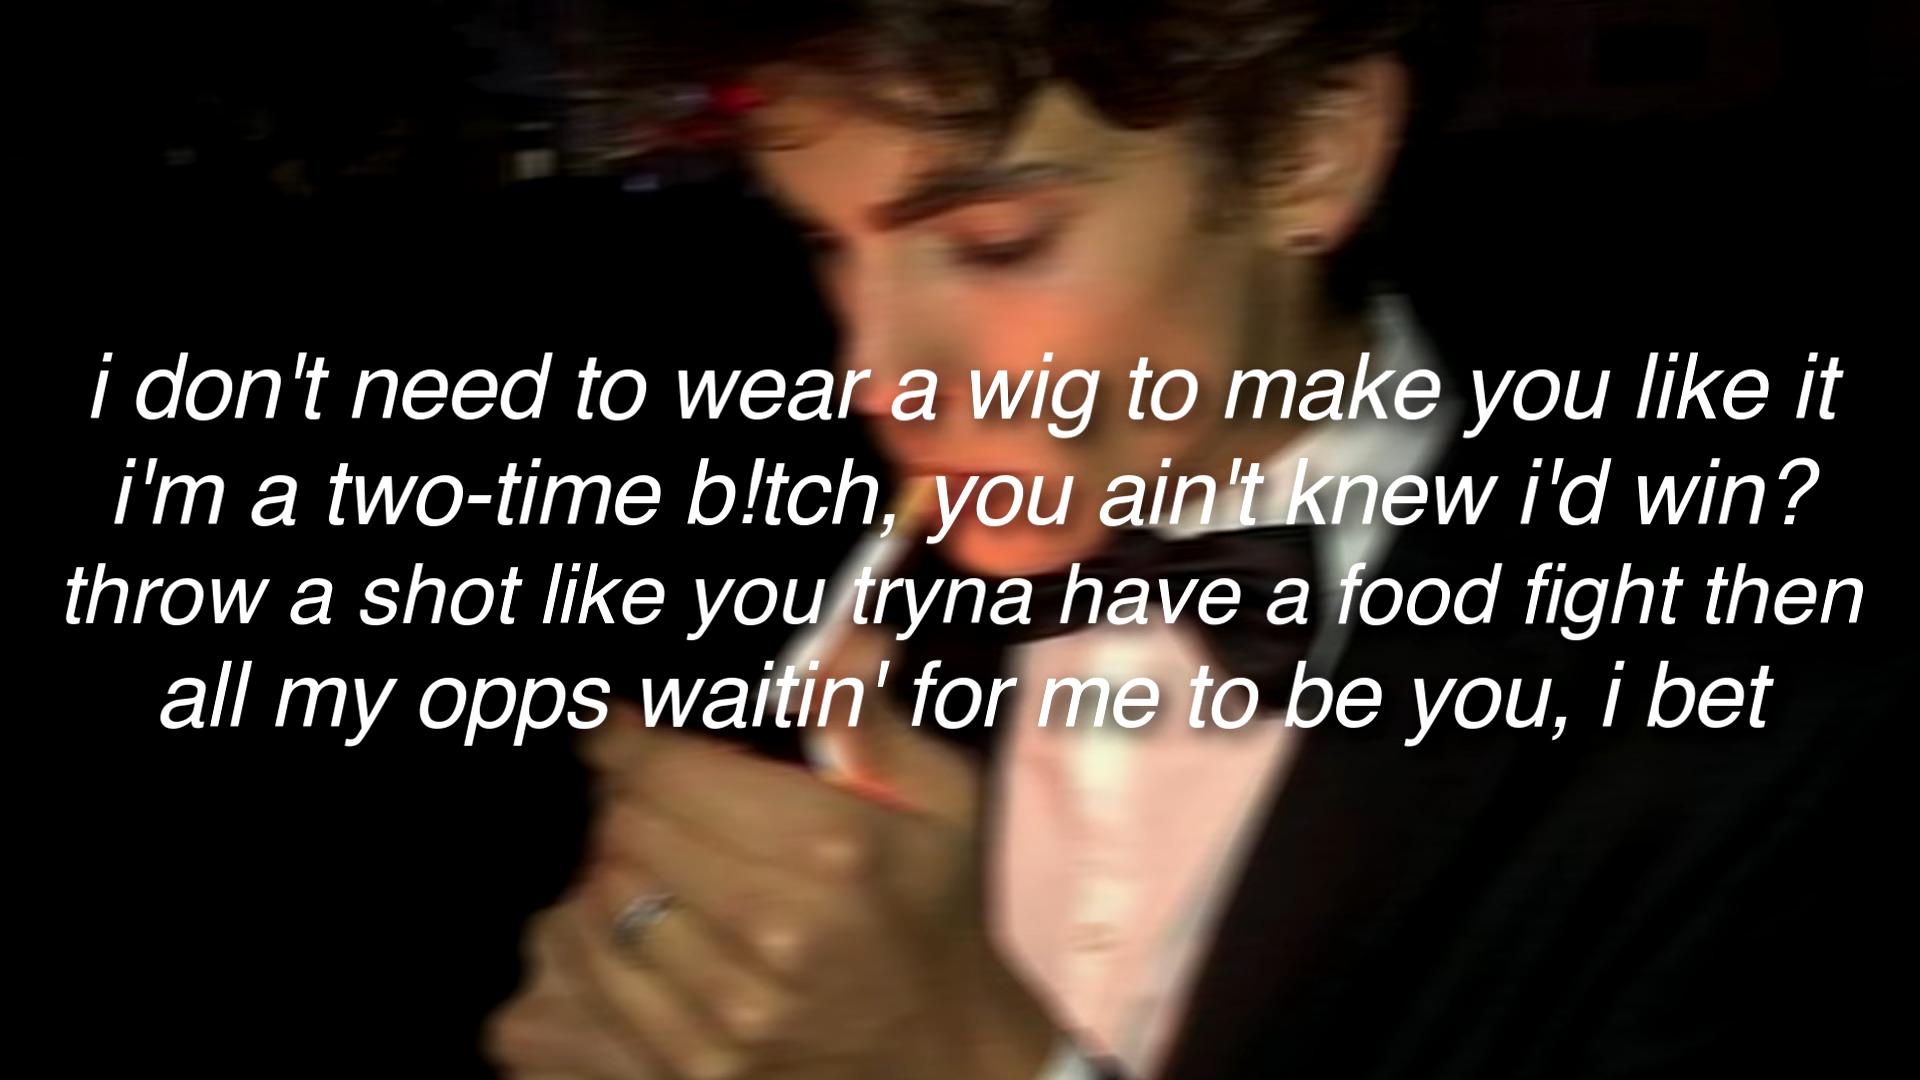 i don't need to wear a wig to make you like it
i'm a two-time b!tch, you ain't knew i'd win?
throw a shot like you tryna have a food fight then
all my opps waitin' for me to be you, i bet